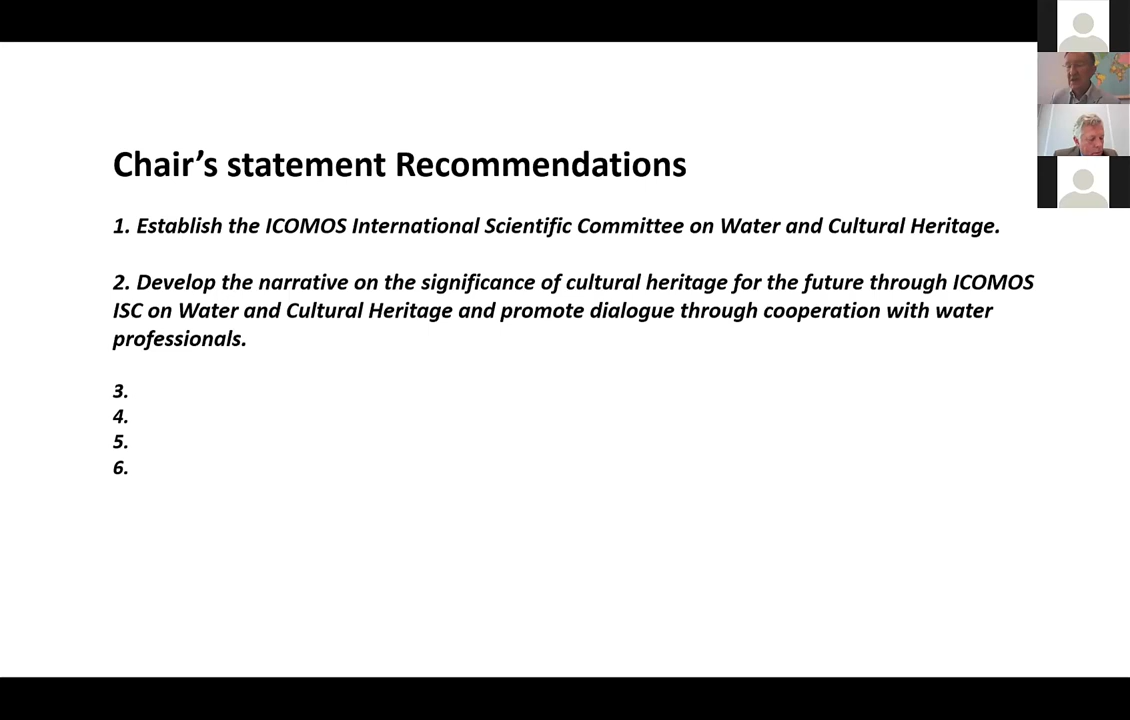 Chair’s statement Recommendations
1. Establish the ICOMOS International Scientific Committee on Water and Cultural Heritage.
2. Develop the narrative on the significance of cultural heritage for the future through ICOMOS
ISC on Water and Cultural Heritage and promote dialogue through cooperation with water
professionals.
3.
4.
5.
6.